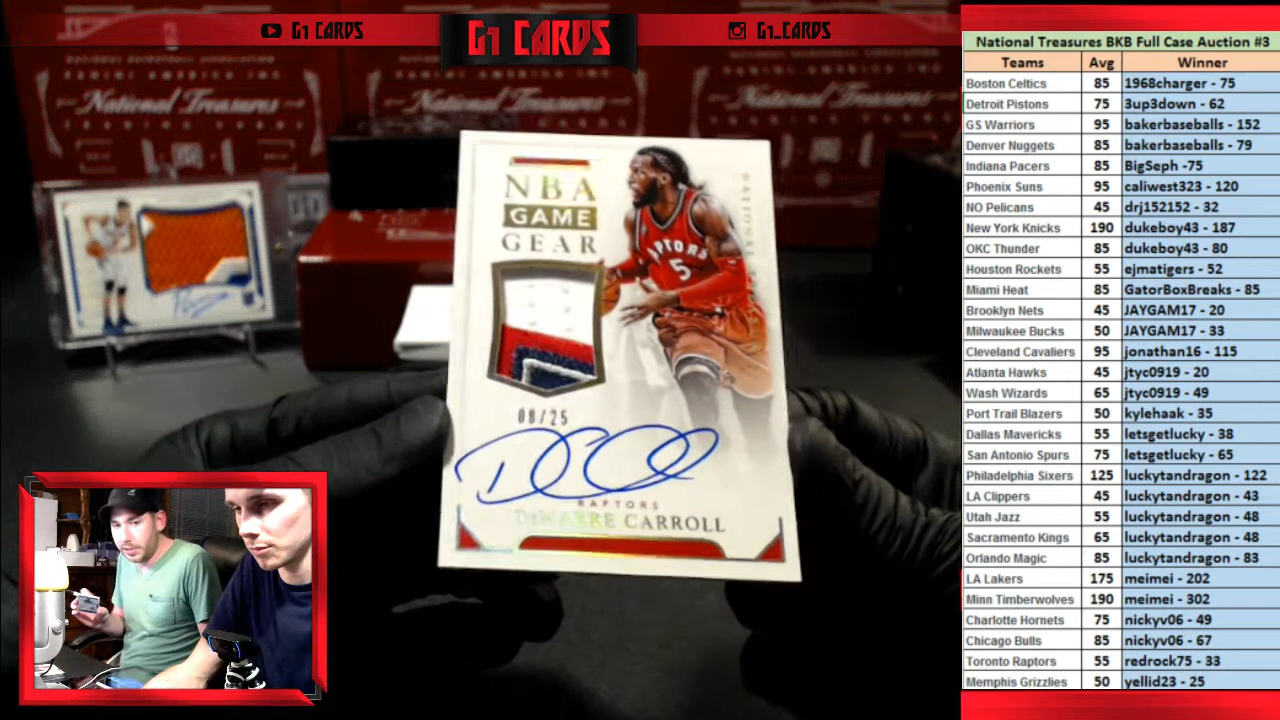 G1 CARDS
G1 CARDS
G1_CARDS
National Treasures
National Treasures
National Treasures
NBA
GAME
GEAR
RAPTORS
5
08/25
RAPTORS
DEMARRE CARROLL
National Treasures BKB Full Case Auction #3
Teams Avg Winner
Boston Celtics 85 1968charger - 75
Detroit Pistons 75 3up3down - 62
GS Warriors 95 bakerbaseballs - 152
Denver Nuggets 85 bakerbaseballs - 79
Indiana Pacers 85 BigSeph -75
Phoenix Suns 95 caliwest323 - 120
NO Pelicans 45 drj152152 - 32
New York Knicks 190 dukeboy43 - 187
OKC Thunder 85 dukeboy43 - 80
Houston Rockets 55 ejmatigers - 52
Miami Heat 85 GatorBoxBreaks - 85
Brooklyn Nets 45 JAYGAM17 - 20
Milwaukee Bucks 50 JAYGAM17 - 33
Cleveland Cavaliers 95 jonathan16 - 115
Atlanta Hawks 45 jtyc0919 - 20
Wash Wizards 65 jtyc0919 - 49
Port Trail Blazers 50 kylehaak - 35
Dallas Mavericks 55 letsgetlucky - 38
San Antonio Spurs 75 letsgetlucky - 65
Philadelphia Sixers 125 luckytandragon - 122
LA Clippers 45 luckytandragon - 43
Utah Jazz 55 luckytandragon - 48
Sacramento Kings 65 luckytandragon - 48
Orlando Magic 85 luckytandragon - 83
LA Lakers 175 meimei - 202
Minn Timberwolves 190 meimei - 302
Charlotte Hornets 75 nickyv06 - 49
Chicago Bulls 85 nickyv06 - 67
Toronto Raptors 55 redrock75 - 33
Memphis Grizzlies 50 yellid23 - 25